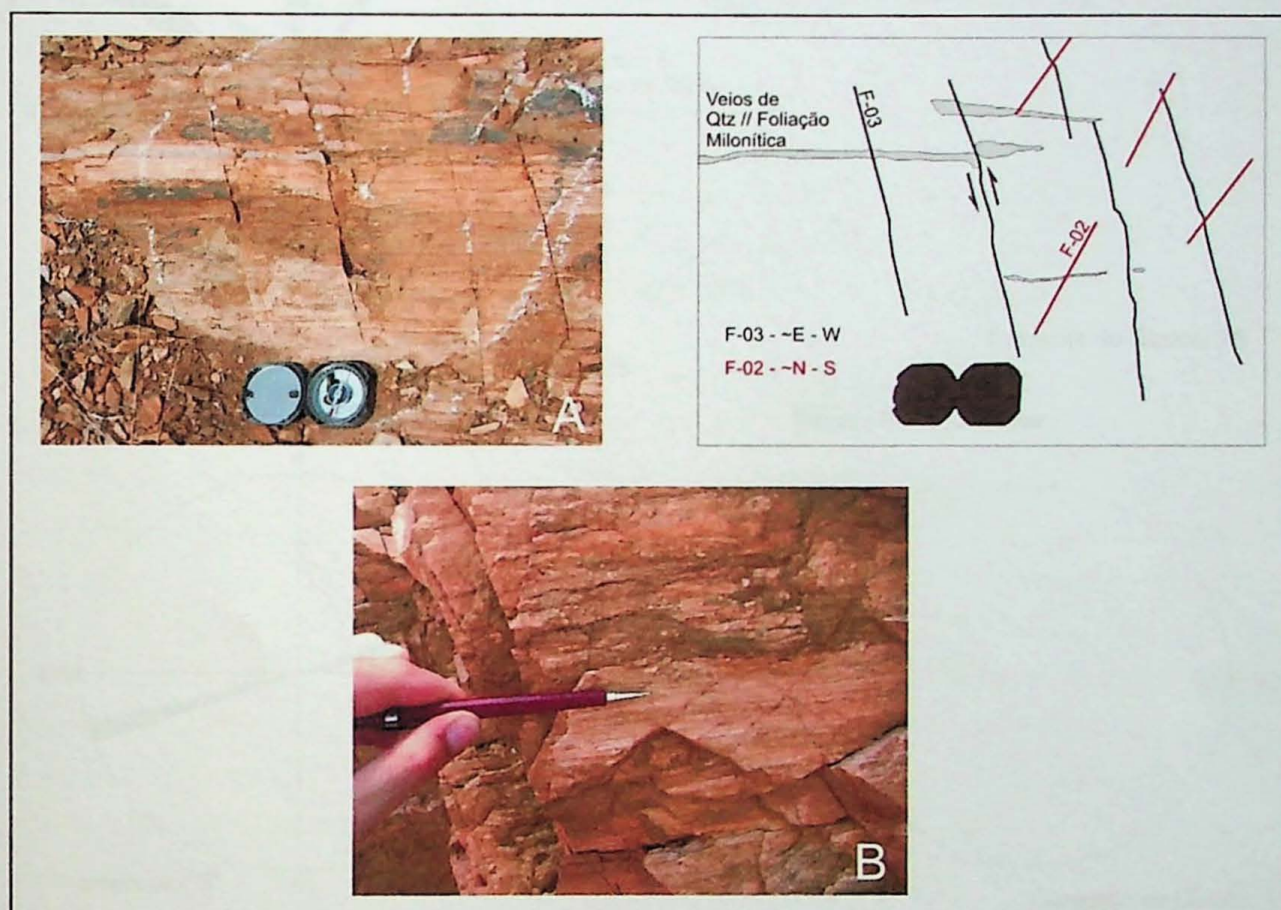 A
Veios de
Qtz // Foliação
Milonítica
F-03
F-02
F-03 - ~E - W
F-02 - ~N - S
B